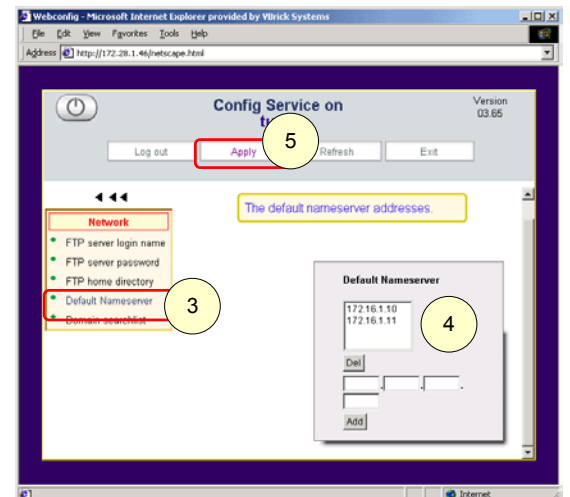 Webconfig - Microsoft Internet Explorer provided by VBrick Systems
File Edit View Favorites Tools Help
Address http://172.28.1.46/netscape.html
Config Service on
Version
03.65
5
Log out Apply Refresh Exit
The default nameserver addresses.
Network
FTP server login name
FTP server password
FTP home directory
Default Nameserver
Domain searchlist
3
Default Nameserver
172.16.1.10
172.16.1.11
4
Del
. . .
Add
Internet